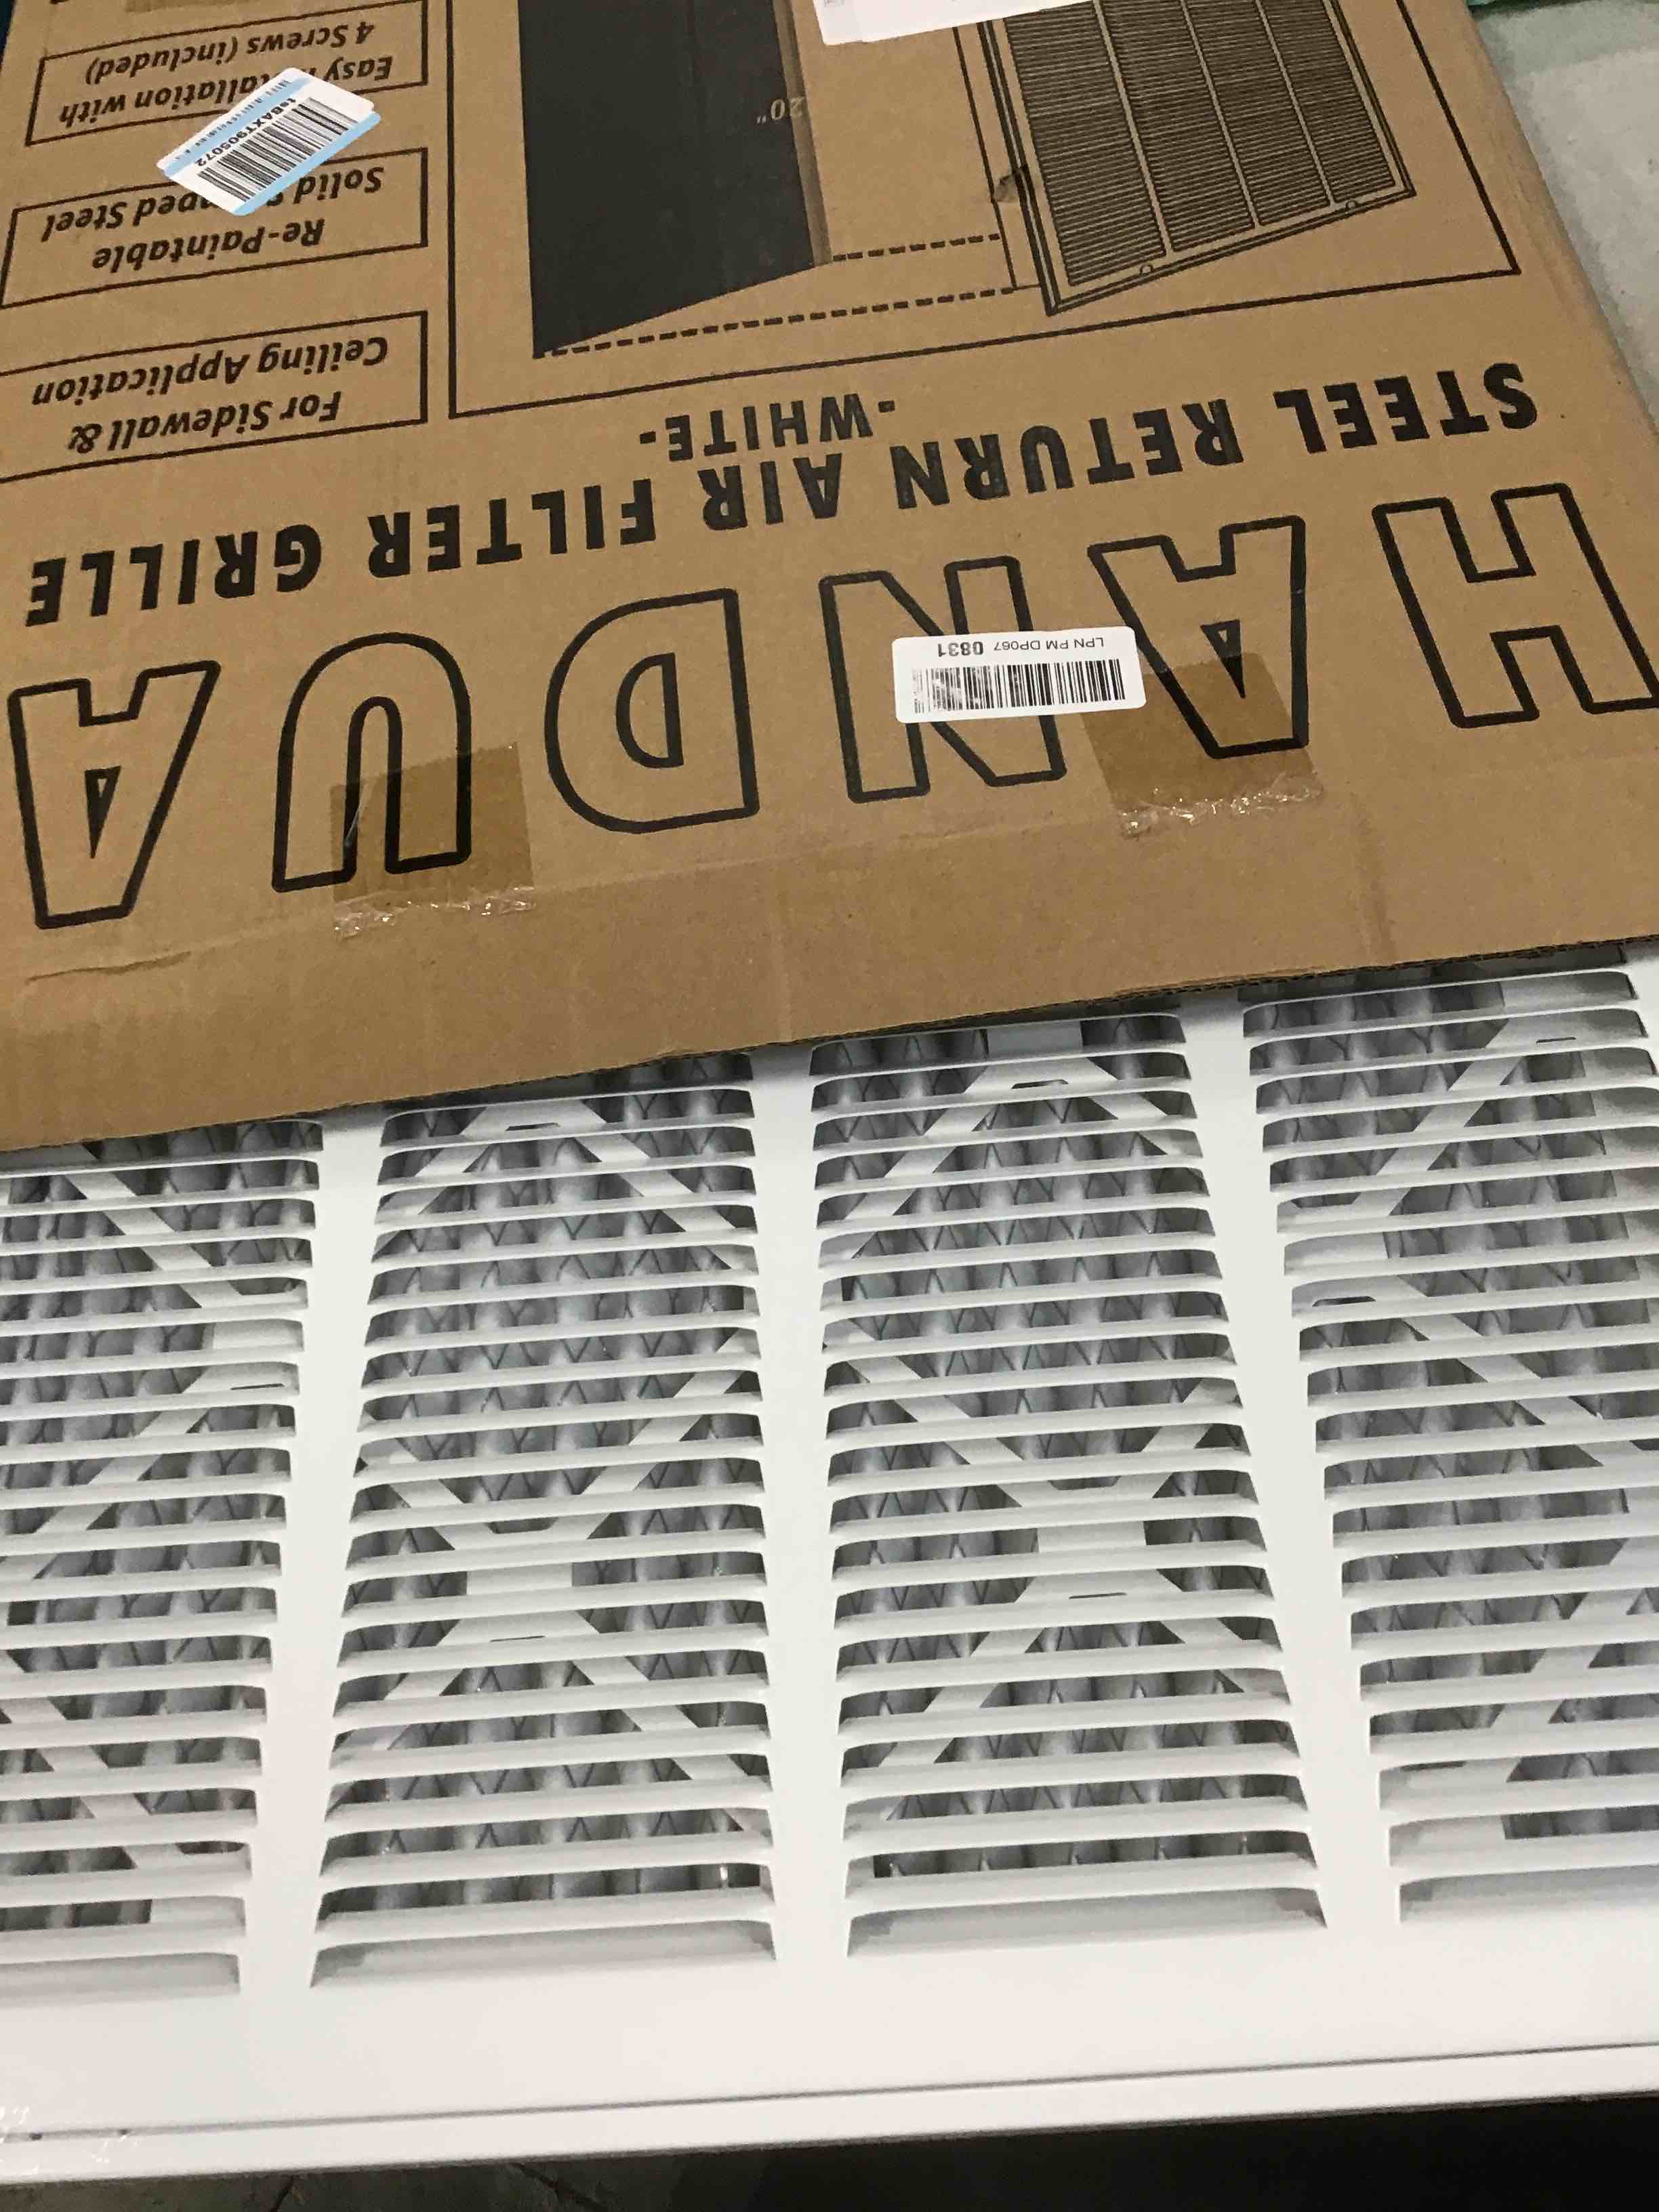 HANDUA
STEEL RETURN AIR FILTER GRILLE
-WHITE-
For Sidewall &
Ceiling Application
Re-Paintable
Solid Steel
Easy with
4 Screws (included)
20"
LPN PM DP067 0831
tsBAXT905072